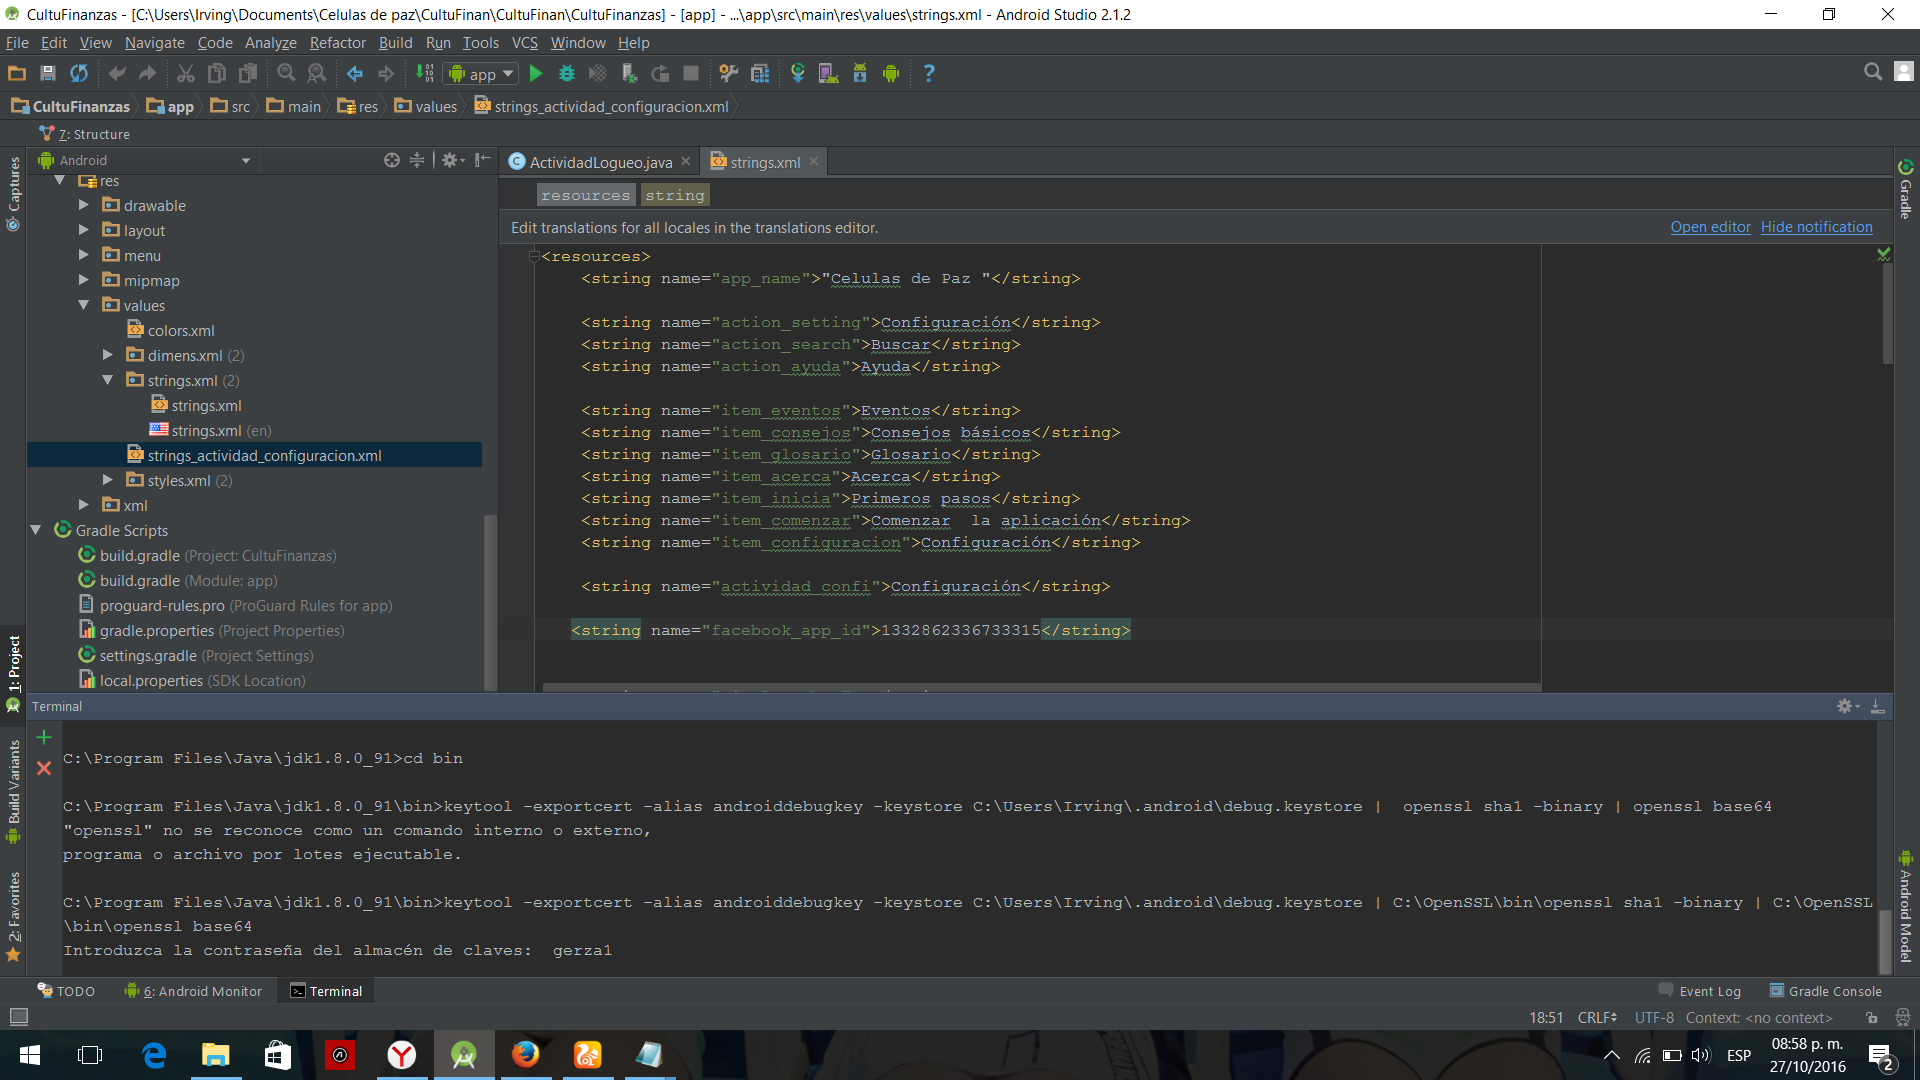 CultuFinanzas - [C:\Users\Irving\Documents\Celulas de paz\CultuFinan\CultuFinan\CultuFinanzas] - [app] - ...\app\src\main\res\values\strings.xml - Android Studio 2.1.2
File Edit View Navigate Code Analyze Refactor Build Run Tools VCS Window Help
app
CultuFinanzas app src main res values strings_actividad_configuracion.xml
7: Structure
Android
ActividadLogueo.java strings.xml
resources string
Edit translations for all locales in the translations editor. Open editor Hide notification
Captures
1: Project
Build Variants
2: Favorites
res
drawable
layout
menu
mipmap
values
colors.xml
dimens.xml (2)
strings.xml (2)
strings.xml
strings.xml (en)
strings_actividad_configuracion.xml
styles.xml (2)
xml
Gradle Scripts
build.gradle (Project: CultuFinanzas)
build.gradle (Module: app)
proguard-rules.pro (ProGuard Rules for app)
gradle.properties (Project Properties)
settings.gradle (Project Settings)
local.properties (SDK Location)
<resources>
<string name="app_name">"Celulas de Paz "</string>
<string name="action_setting">Configuración</string>
<string name="action_search">Buscar</string>
<string name="action_ayuda">Ayuda</string>
<string name="item_eventos">Eventos</string>
<string name="item_consejos">Consejos básicos</string>
<string name="item_glosario">Glosario</string>
<string name="item_acerca">Acerca</string>
<string name="item_inicia">Primeros pasos</string>
<string name="item_comenzar">Comenzar  la aplicación</string>
<string name="item_configuracion">Configuración</string>
<string name="actividad_confi">Configuración</string>
<string name="facebook_app_id">1332862336733315</string>
Gradle
Android Model
Terminal
C:\Program Files\Java\jdk1.8.0_91>cd bin
C:\Program Files\Java\jdk1.8.0_91\bin>keytool -exportcert -alias androiddebugkey -keystore C:\Users\Irving\.android\debug.keystore |  openssl sha1 -binary | openssl base64
"openssl" no se reconoce como un comando interno o externo,
programa o archivo por lotes ejecutable.
C:\Program Files\Java\jdk1.8.0_91\bin>keytool -exportcert -alias androiddebugkey -keystore C:\Users\Irving\.android\debug.keystore | C:\OpenSSL\bin\openssl sha1 -binary | C:\OpenSSL
\bin\openssl base64
Introduzca la contraseña del almacén de claves:  gerza1
TODO 6: Android Monitor Terminal Event Log Gradle Console
18:51 CRLF UTF-8 Context: <no context>
ESP
08:58 p. m.
27/10/2016
2